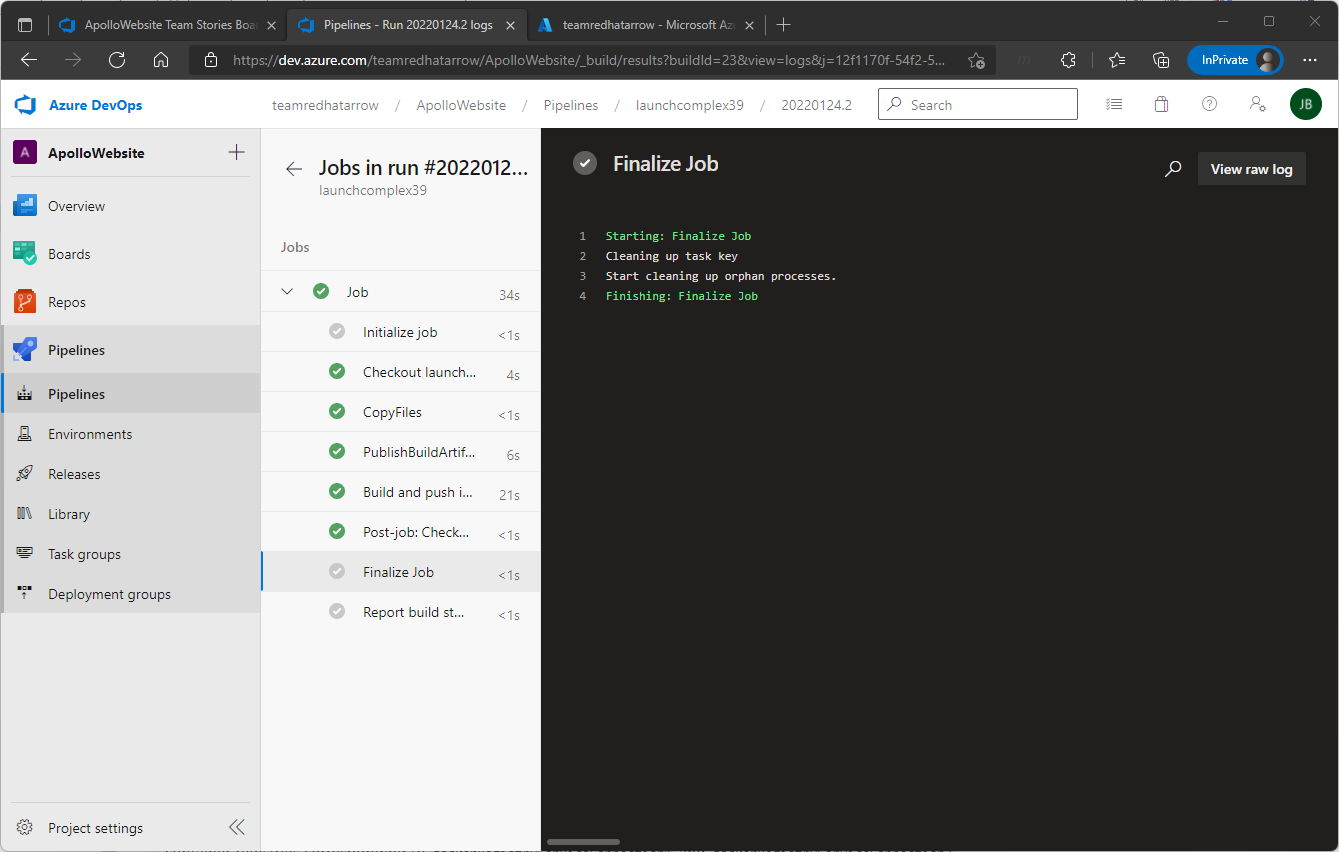 ApolloWebsite Team Stories Boa
Pipelines - Run 20220124.2 logs
teamredhatarrow - Microsoft Az
https://dev.azure.com/teamredhatarrow/ApolloWebsite/_build/results?buildId=23&view=logs&j=12f1170f-54f2-5...
InPrivate
Azure DevOps
teamredhatarrow / ApolloWebsite / Pipelines / launchcomplex39 / 20220124.2
Search
JB
A
ApolloWebsite
Overview
Boards
Repos
Pipelines
Pipelines
Environments
Releases
Library
Task groups
Deployment groups
Project settings
Jobs in run #2022012...
launchcomplex39
Jobs
Job 34s
Initialize job <1s
Checkout launch... 4s
CopyFiles <1s
PublishBuildArtif... 6s
Build and push i... 21s
Post-job: Check... <1s
Finalize Job <1s
Report build st... <1s
Finalize Job
View raw log
1 Starting: Finalize Job
2 Cleaning up task key
3 Start cleaning up orphan processes.
4 Finishing: Finalize Job